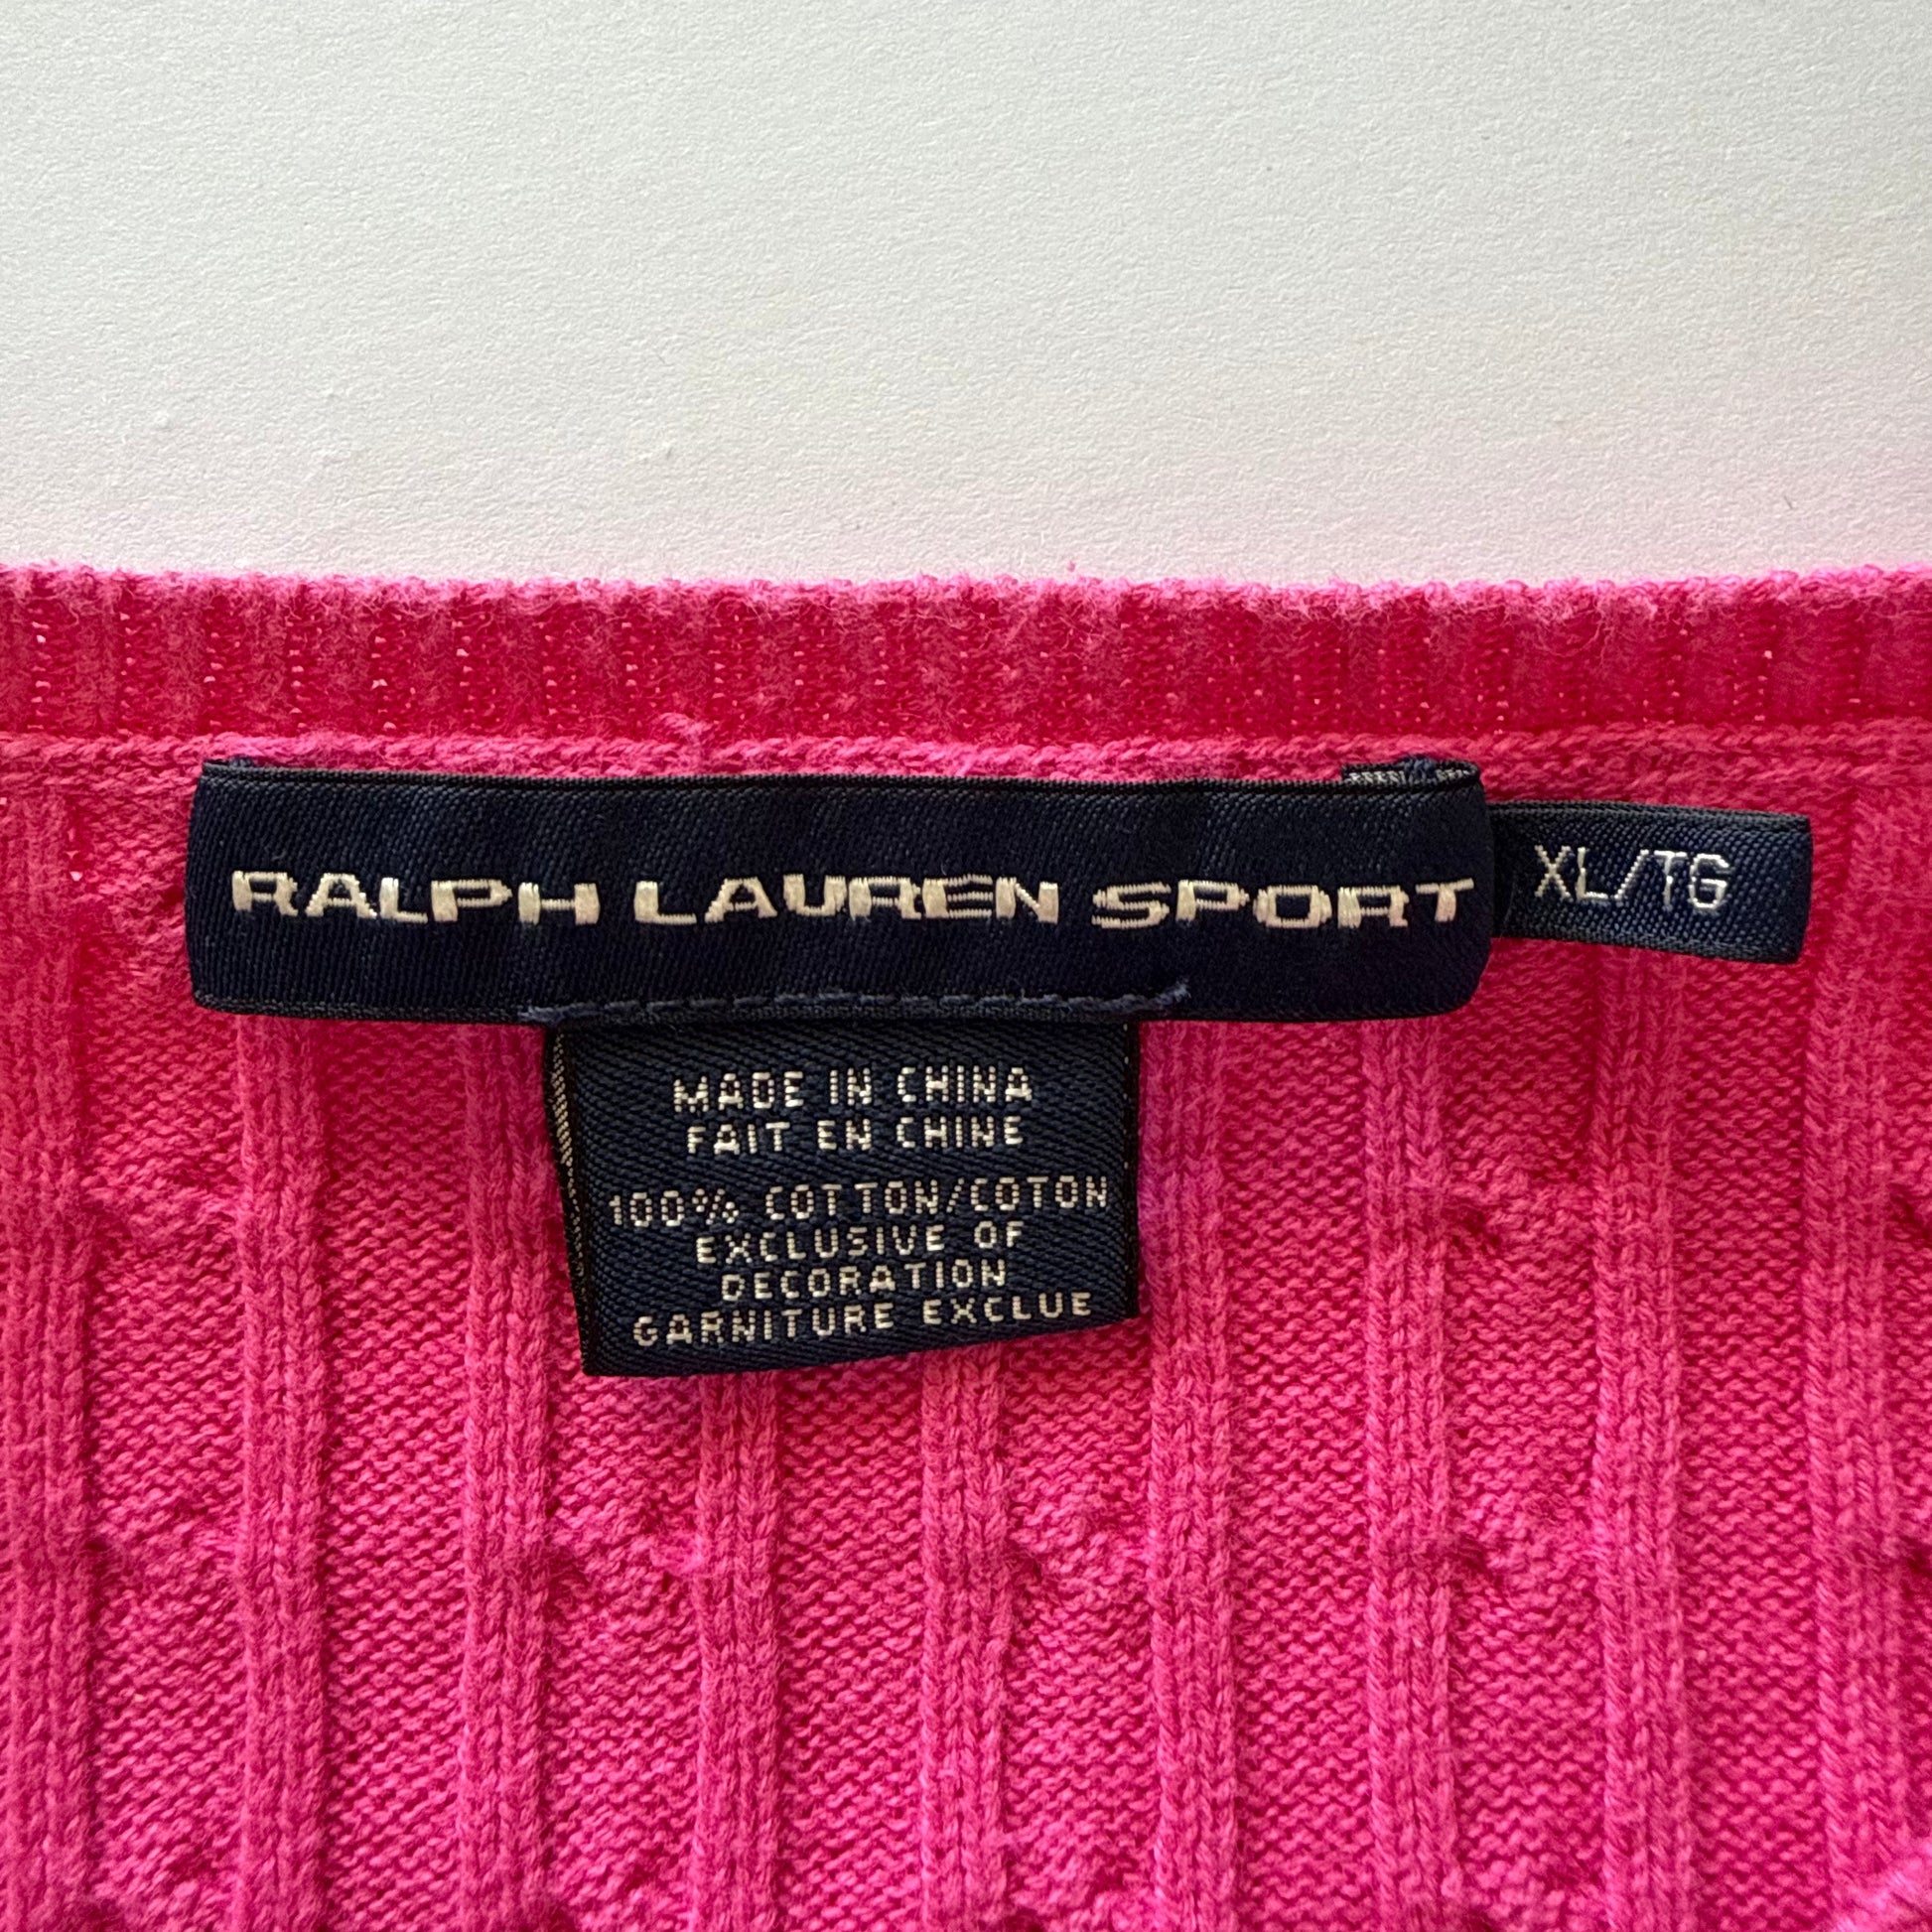 RALPH LAUREN SPORT
XL/TG
MADE IN CHINA
FAIT EN CHINE
100% COTTON/COTON
EXCLUSIVE OF
DECORATION
GARNITURE EXCLUE